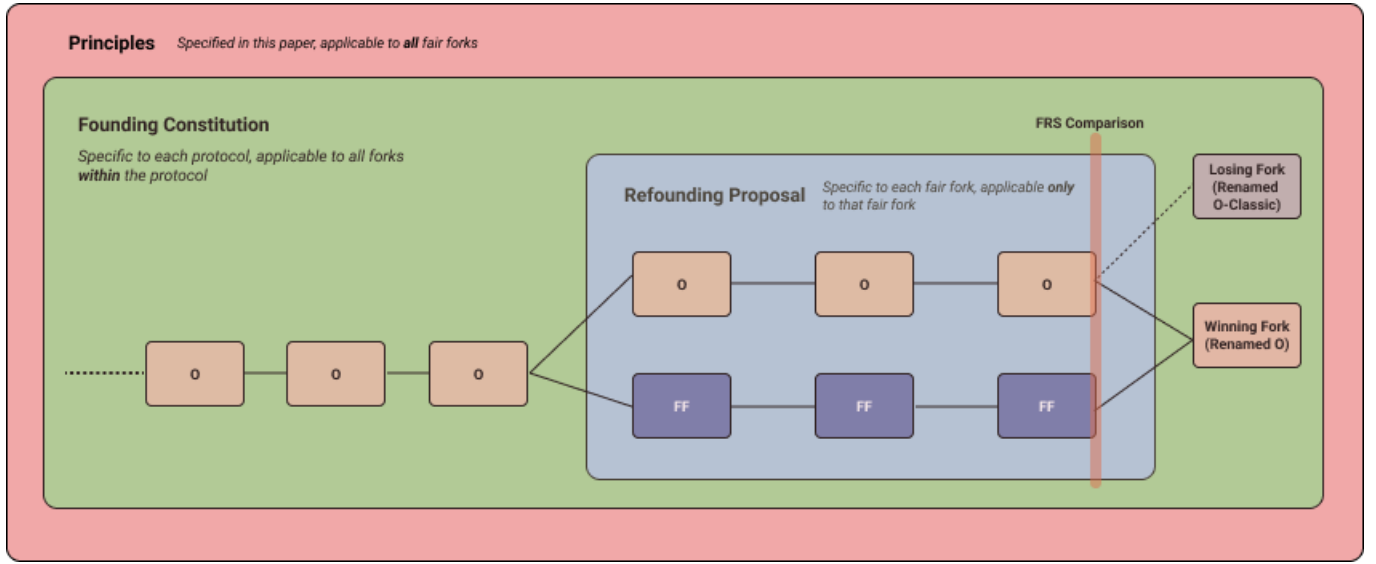 Principles Specified in this paper, applicable to all fair forks
Founding Constitution
Specific to each protocol, applicable to all forks
within the protocol
FRS Comparison
Refounding Proposal
Specific to each fair fork, applicable only
to that fair fork
Losing Fork
(Renamed
O-Classic)
O
O
O
Winning Fork
(Renamed O)
O
O
O
FF
FF
FF